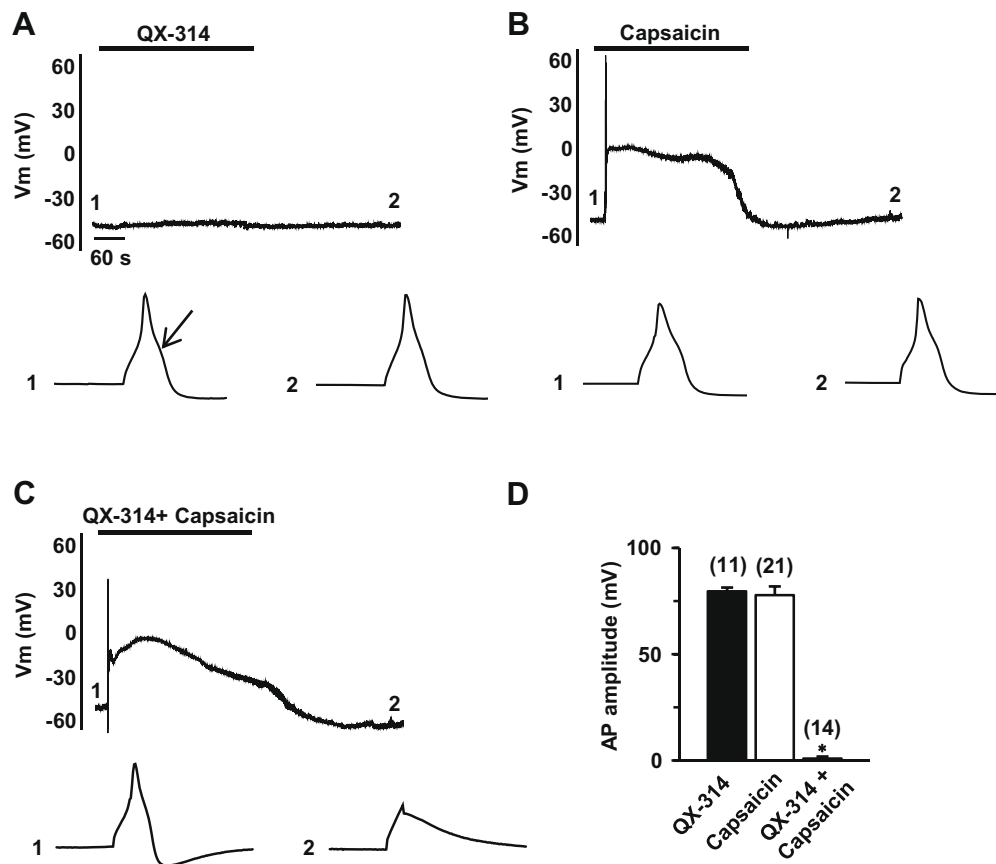 A
QX-314
60
30
0
-30
-60
Vm (mV)
1
2
60 s
1
2
B
Capsaicin
60
30
0
-30
-60
Vm (mV)
1
2
1
2
C
QX-314+ Capsaicin
60
30
0
-30
-60
Vm (mV)
1
2
1
2
D
100
50
0
AP amplitude (mV)
(11)
(21)
(14)
*
QX-314
Capsaicin
QX-314 +
Capsaicin